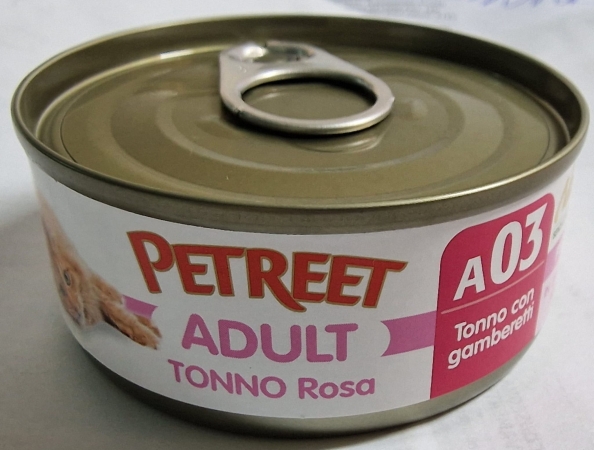 PETREET
ADULT
TONNO Rosa
A03
Tonno con
gamberetti